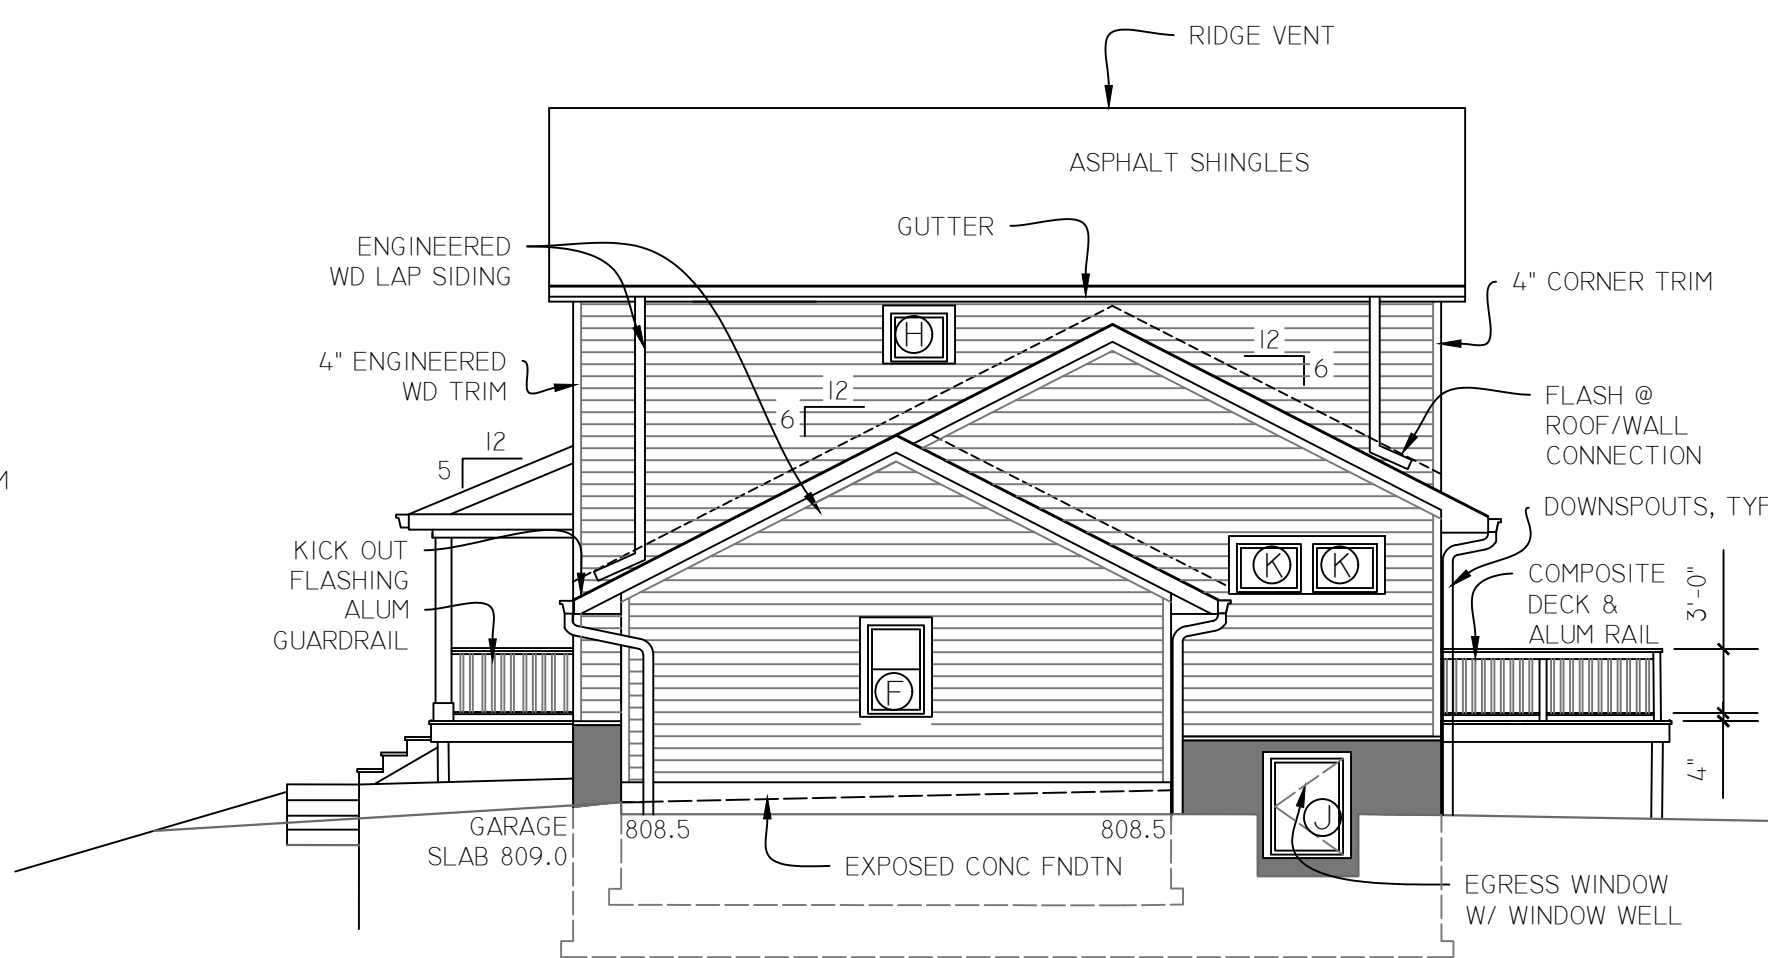 RIDGE VENT
ASPHALT SHINGLES
GUTTER
ENGINEERED
WD LAP SIDING
4" CORNER TRIM
4" ENGINEERED
WD TRIM
12
6
12
6
FLASH @
ROOF/WALL
CONNECTION
12
5
M
DOWNSPOUTS, TYP
KICK OUT
FLASHING
ALUM
GUARDRAIL
COMPOSITE
DECK &
ALUM RAIL
3'-0"
4"
H
K
K
F
J
GARAGE
SLAB 809.0
808.5
808.5
EXPOSED CONC FNDTN
EGRESS WINDOW
W/ WINDOW WELL